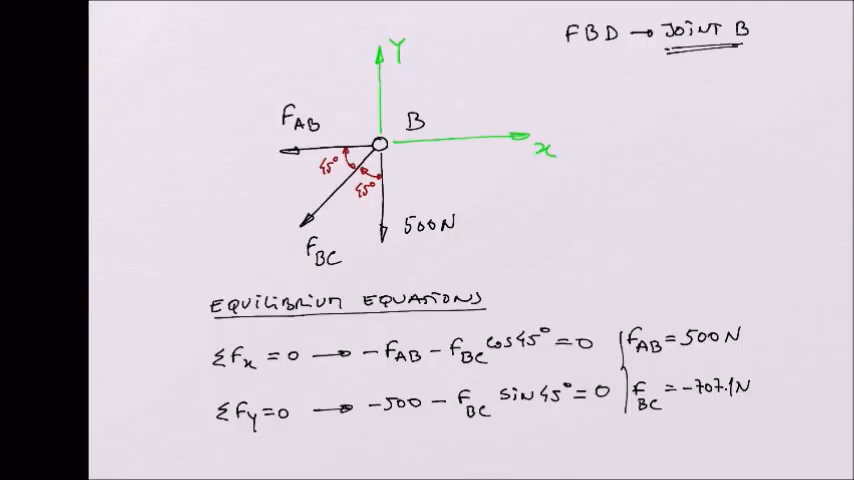 FBD → JOINT B
Y
F_AB
B
x
45°
45°
500N
F_BC
EQUILIBRIUM EQUATIONS
ΣF_x = 0 → -F_AB - F_BC cos45° = 0 | F_AB = 500N
ΣF_y = 0 → -500 - F_BC sin45° = 0 | F_BC = -707.1N